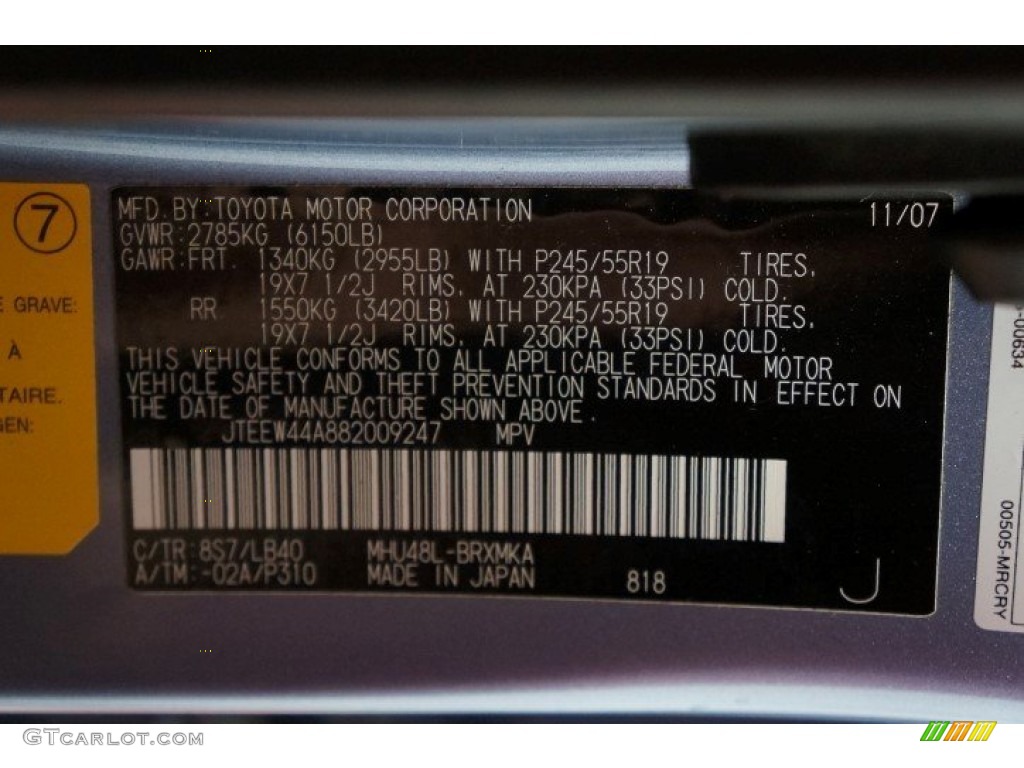 7
E GRAVE:
À
TAIRE.
GEN:
MFD. BY: TOYOTA MOTOR CORPORATION 11/07
GVWR: 2785KG (6150LB)
GAWR: FRT. 1340KG (2955LB) WITH P245/55R19 TIRES,
19X7 1/2J RIMS, AT 230KPA (33PSI) COLD.
RR 1550KG (3420LB) WITH P245/55R19 TIRES,
19X7 1/2J RIMS, AT 230KPA (33PSI) COLD.
THIS VEHICLE CONFORMS TO ALL APPLICABLE FEDERAL MOTOR
VEHICLE SAFETY AND THEFT PREVENTION STANDARDS IN EFFECT ON
THE DATE OF MANUFACTURE SHOWN ABOVE.
JTEEW44A882009247 MPV
C/TR: 8S7/LB40 MHU48L-BRXMKA
A/TM: -02A/P310 MADE IN JAPAN 818 J
-00634
00505-MRCRY
GTCARLOT.COM